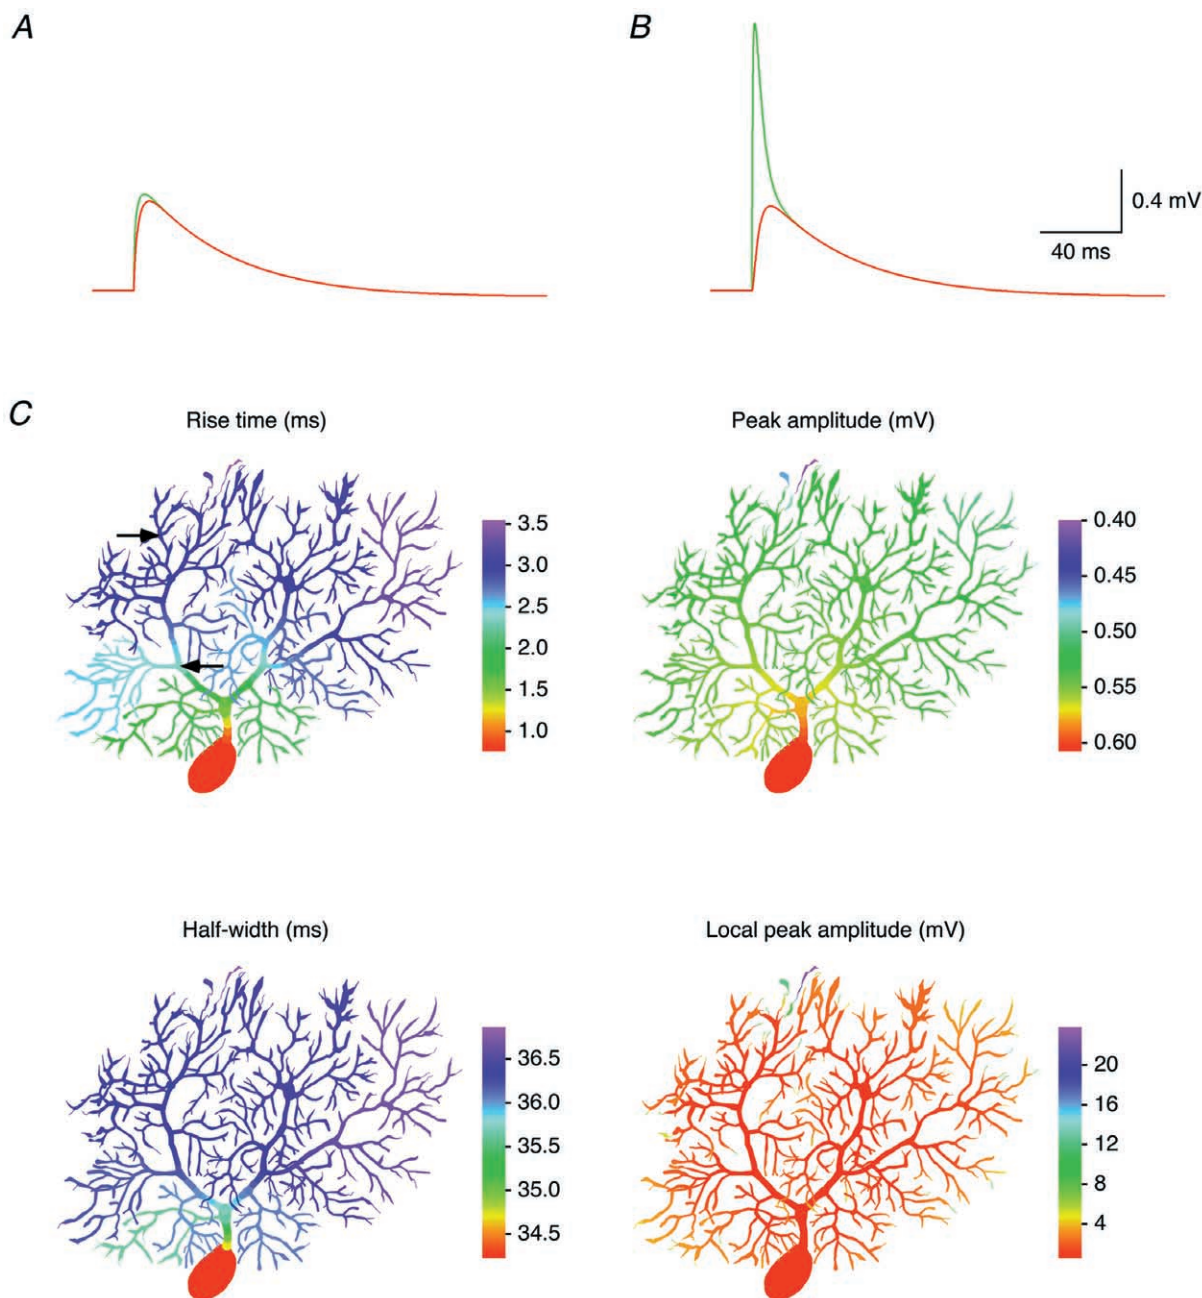 A
B
0.4 mV
40 ms
C
Rise time (ms)
Peak amplitude (mV)
3.5
3.0
2.5
2.0
1.5
1.0
0.40
0.45
0.50
0.55
0.60
Half-width (ms)
Local peak amplitude (mV)
36.5
36.0
35.5
35.0
34.5
20
16
12
8
4